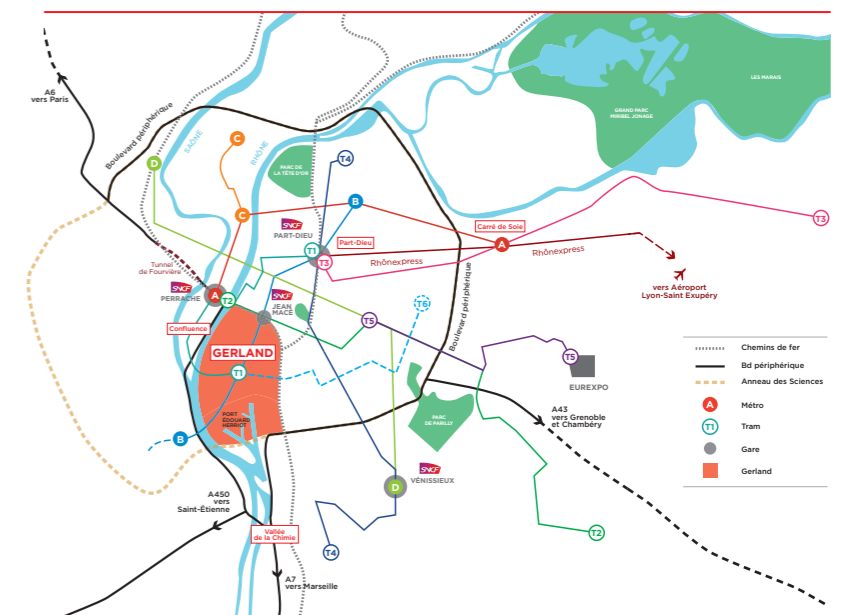 A6
vers Paris
Boulevard périphérique
SAÔNE
RHÔNE
C
D
T4
PARC DE
LA TÊTE D'OR
GRAND PARC
MIRIBEL JONAGE
LES MARAIS
B
C
SNCF
PART-DIEU
Part-Dieu
T1
T3
Carré de Soie
A
T3
Rhônexpress
Rhônexpress
Tunnel
de Fourvière
vers Aéroport
Lyon-Saint Exupéry
Boulevard périphérique
SNCF
PERRACHE
A
T2
SNCF
JEAN
MACÉ
T6
T5
Confluence
GERLAND
T1
T5
EUREXPO
PORT
ÉDOUARD
HERRIOT
B
PARC
DE PARILLY
A43
vers Grenoble
et Chambéry
SNCF
VÉNISSIEUX
D
A450
vers
Saint-Étienne
Vallée
de la Chimie
T4
T2
A7
vers Marseille
Chemins de fer
Bd périphérique
Anneau des Sciences
A
Métro
T1
Tram
Gare
Gerland